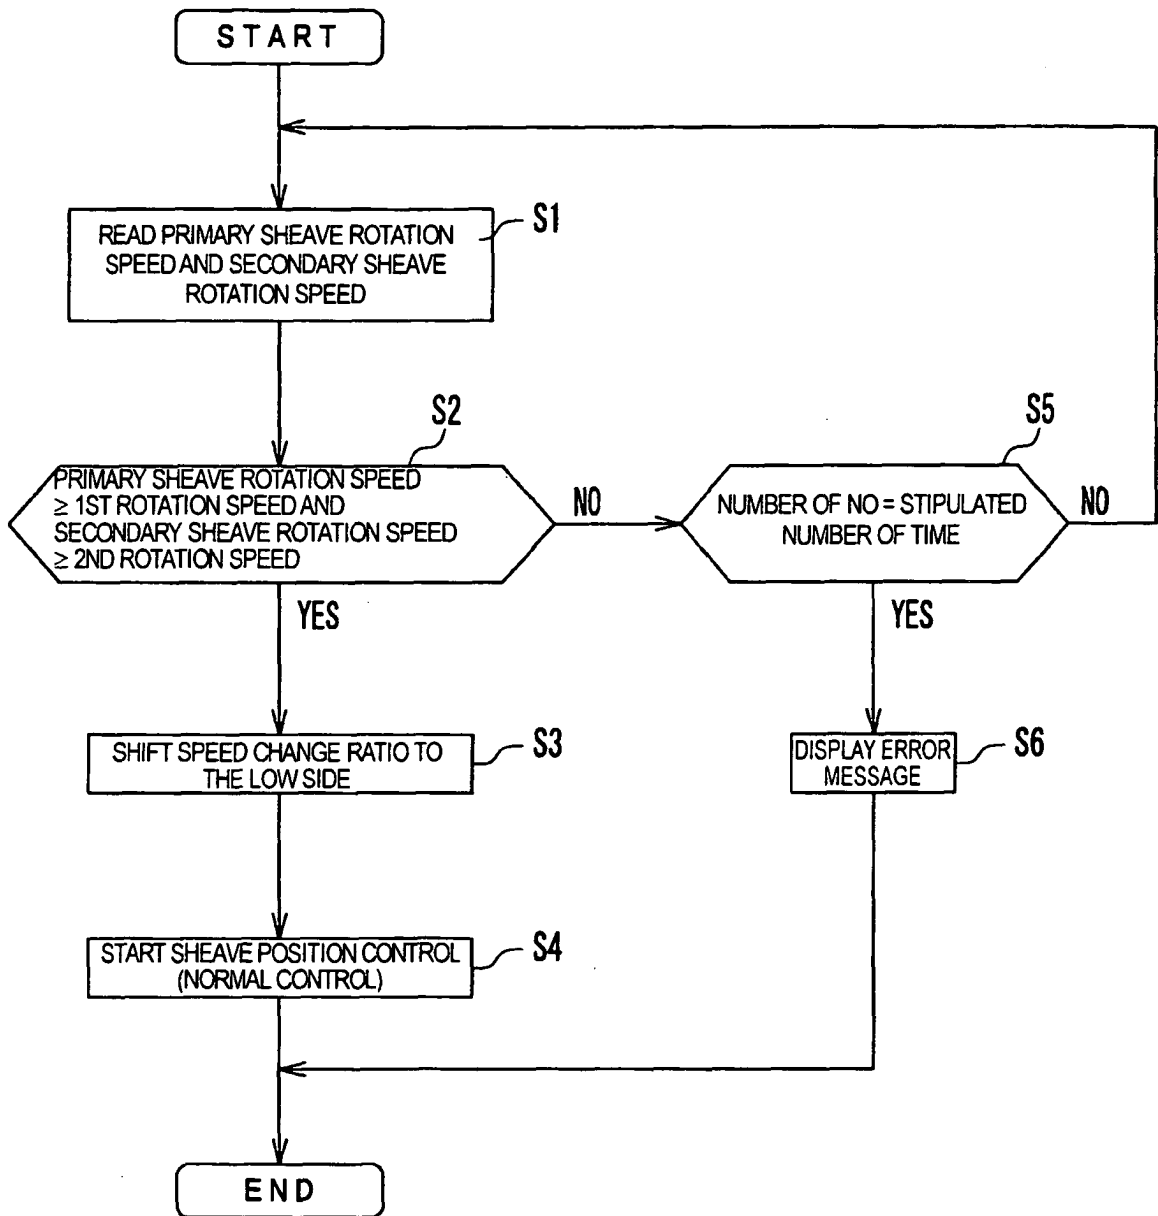 START
READ PRIMARY SHEAVE ROTATION
SPEED AND SECONDARY SHEAVE
ROTATION SPEED
S1
S2
PRIMARY SHEAVE ROTATION SPEED
≥ 1ST ROTATION SPEED AND
SECONDARY SHEAVE ROTATION SPEED
≥ 2ND ROTATION SPEED
NO
YES
S5
NUMBER OF NO = STIPULATED
NUMBER OF TIME
NO
YES
SHIFT SPEED CHANGE RATIO TO
THE LOW SIDE
S3
DISPLAY ERROR
MESSAGE
S6
START SHEAVE POSITION CONTROL
(NORMAL CONTROL)
S4
END